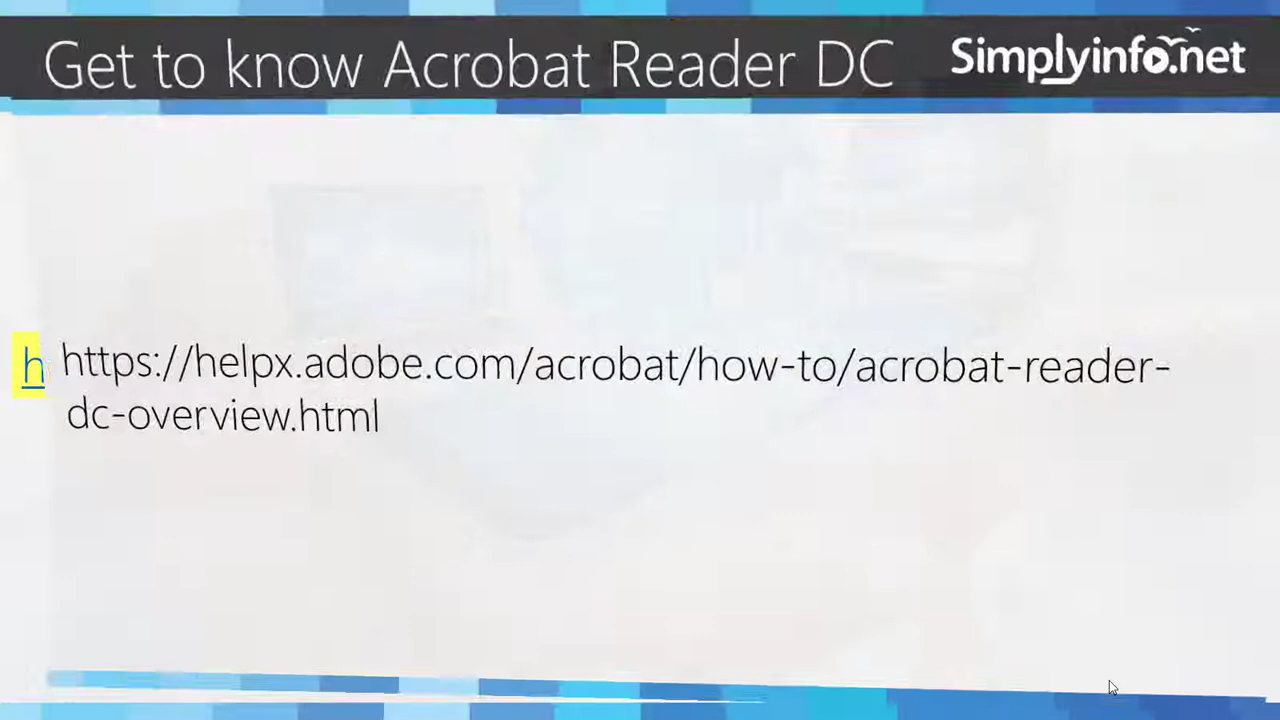 Get to know Acrobat Reader DC
Simplyinfo.net
h https://helpx.adobe.com/acrobat/how-to/acrobat-reader-
dc-overview.html